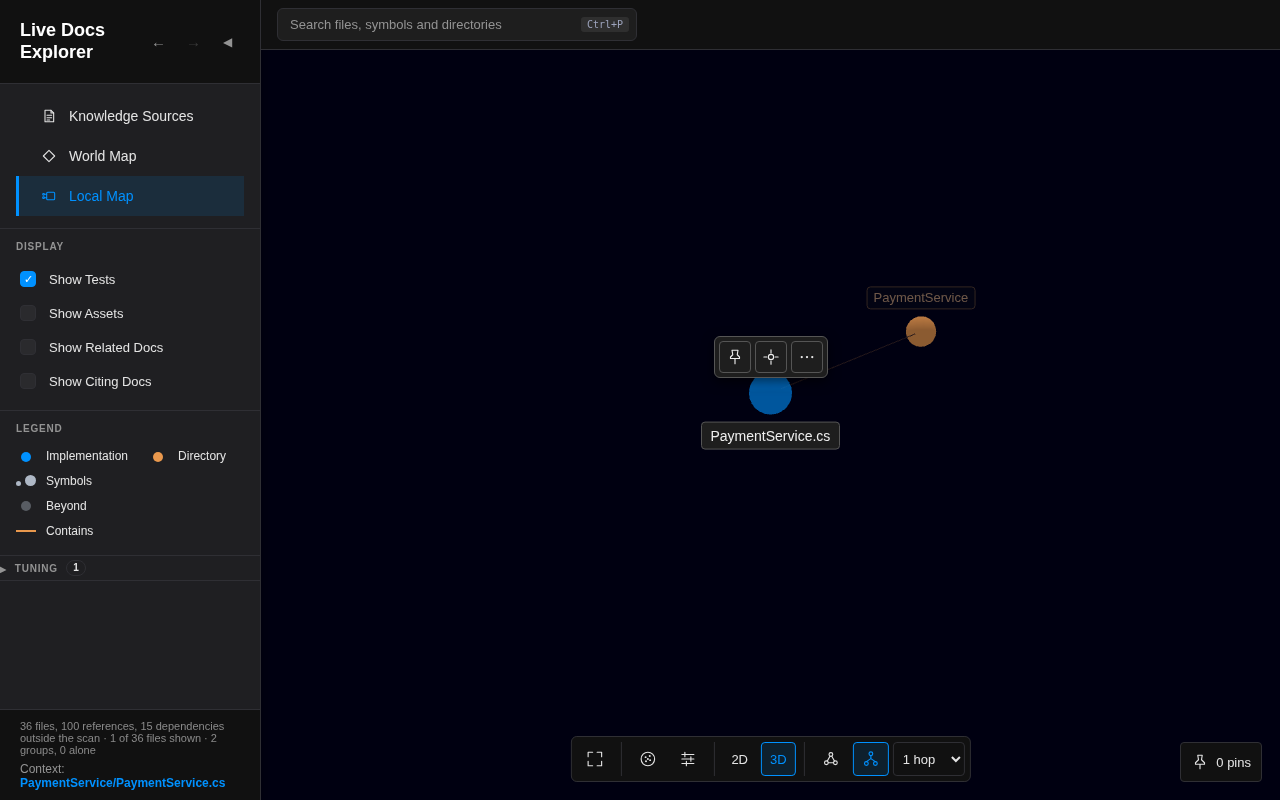 Live Docs
Explorer
Search files, symbols and directories
Ctrl+P
Knowledge Sources
World Map
Local Map
DISPLAY
Show Tests
Show Assets
Show Related Docs
Show Citing Docs
LEGEND
Implementation
Directory
Symbols
Beyond
Contains
TUNING 1
36 files, 100 references, 15 dependencies
outside the scan · 1 of 36 files shown · 2
groups, 0 alone
Context:
PaymentService/PaymentService.cs
PaymentService
PaymentService.cs
2D
3D
1 hop
0 pins